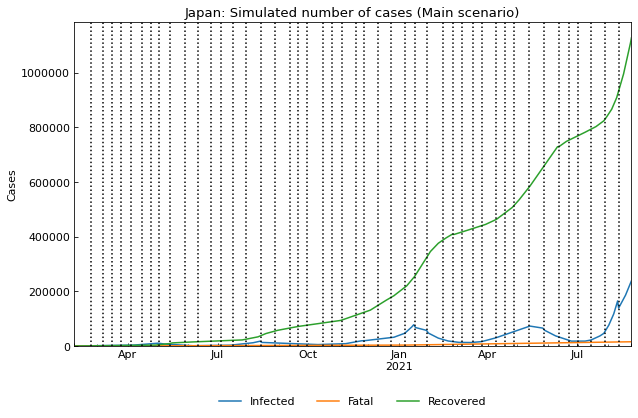 Japan: Simulated number of cases (Main scenario)
1000000
800000
600000
400000
200000
0
Cases
Apr Jul Oct Jan Apr Jul
2021
Infected Fatal Recovered